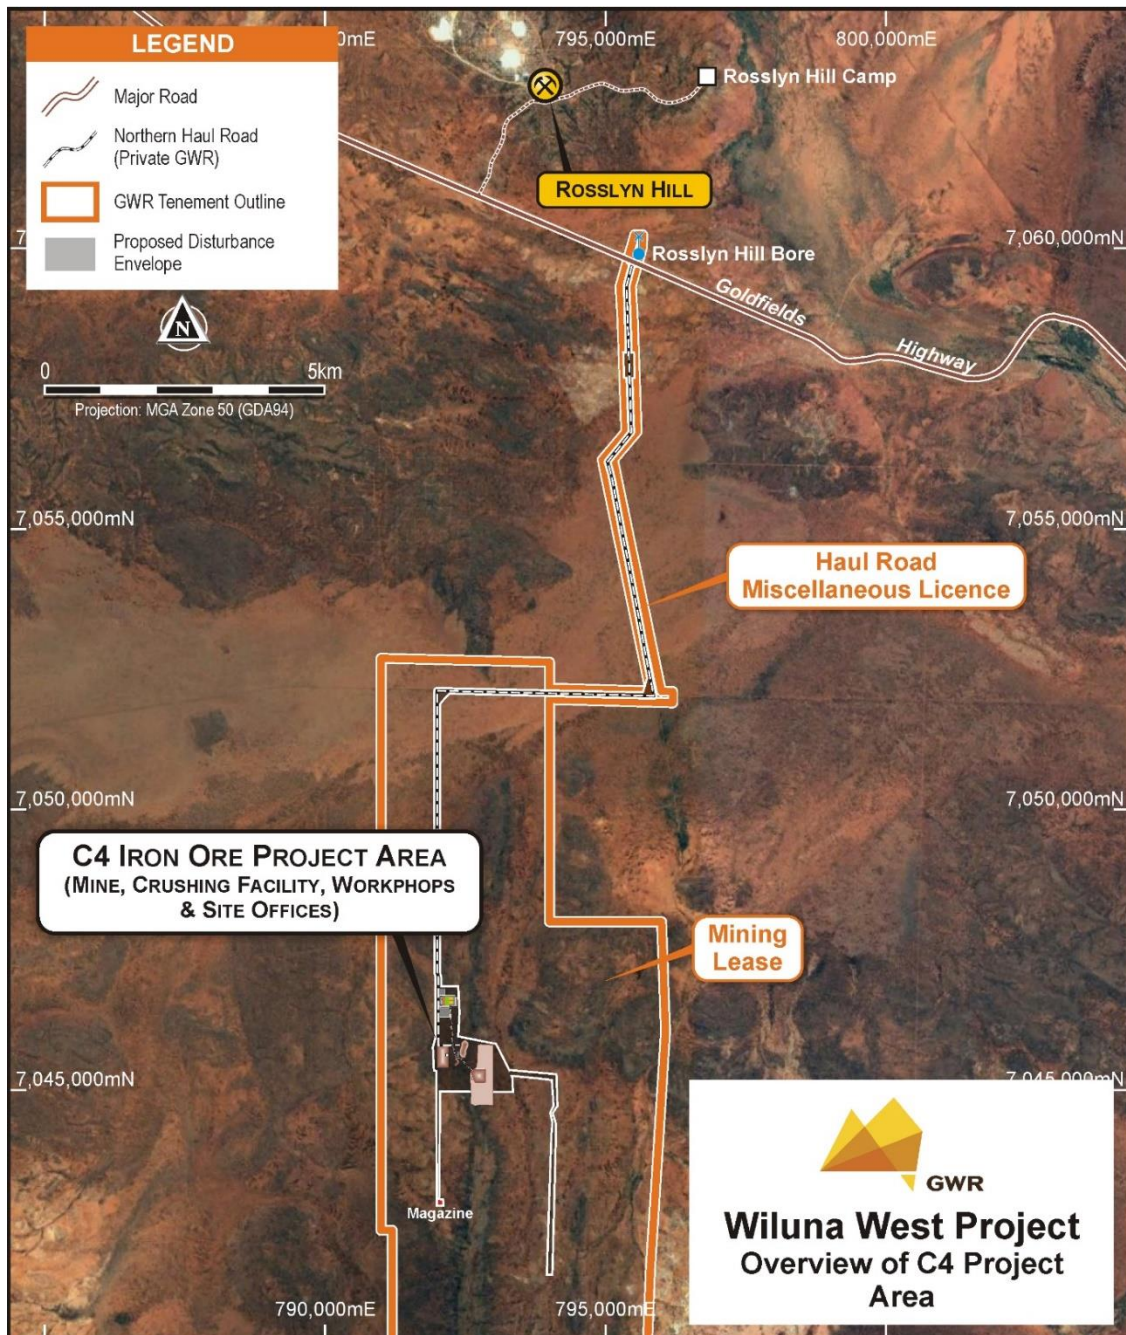 LEGEND
Major Road
Northern Haul Road
(Private GWR)
GWR Tenement Outline
Proposed Disturbance
Envelope
mE
795,000mE
800,000mE
Rosslyn Hill Camp
ROSSLYN HILL
7,060,000mN
Rosslyn Hill Bore
Goldfields
Highway
N
0
5km
Projection: MGA Zone 50 (GDA94)
7,055,000mN
7,055,000mN
Haul Road
Miscellaneous Licence
7,050,000mN
7,050,000mN
C4 IRON ORE PROJECT AREA
(MINE, CRUSHING FACILITY, WORKPHOPS
& SITE OFFICES)
Mining
Lease
7,045,000mN
7,045,000mN
Magazine
790,000mE
795,000mE
GWR
Wiluna West Project
Overview of C4 Project
Area